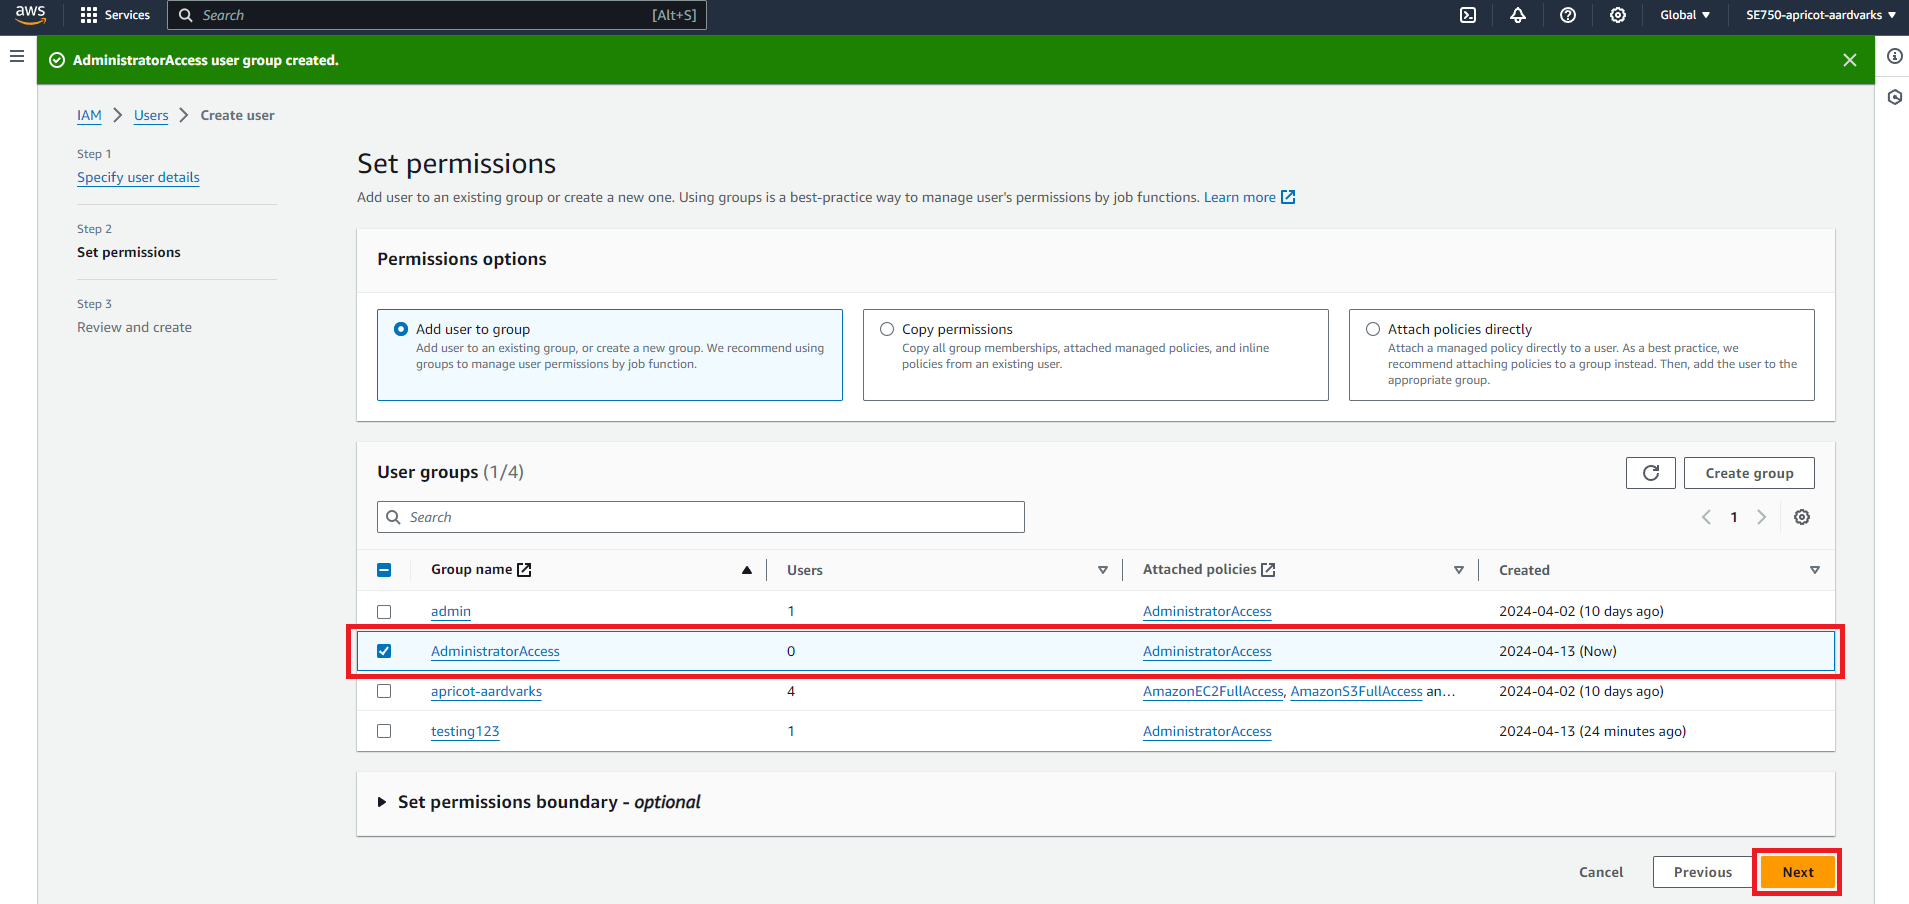 aws
Services
Search
[Alt+S]
Global
SE750-apricot-aardvarks
AdministratorAccess user group created.
IAM
Users
Create user
Step 1
Specify user details
Step 2
Set permissions
Step 3
Review and create
Set permissions
Add user to an existing group or create a new one. Using groups is a best-practice way to manage user's permissions by job functions. Learn more
Permissions options
Add user to group
Add user to an existing group, or create a new group. We recommend using
groups to manage user permissions by job function.
Copy permissions
Copy all group memberships, attached managed policies, and inline
policies from an existing user.
Attach policies directly
Attach a managed policy directly to a user. As a best practice, we
recommend attaching policies to a group instead. Then, add the user to the
appropriate group.
User groups (1/4)
Create group
Search
1
Group name Users Attached policies Created
admin 1 AdministratorAccess 2024-04-02 (10 days ago)
AdministratorAccess 0 AdministratorAccess 2024-04-13 (Now)
apricot-aardvarks 4 AmazonEC2FullAccess, AmazonS3FullAccess an… 2024-04-02 (10 days ago)
testing123 1 AdministratorAccess 2024-04-13 (24 minutes ago)
Set permissions boundary - optional
Cancel
Previous
Next